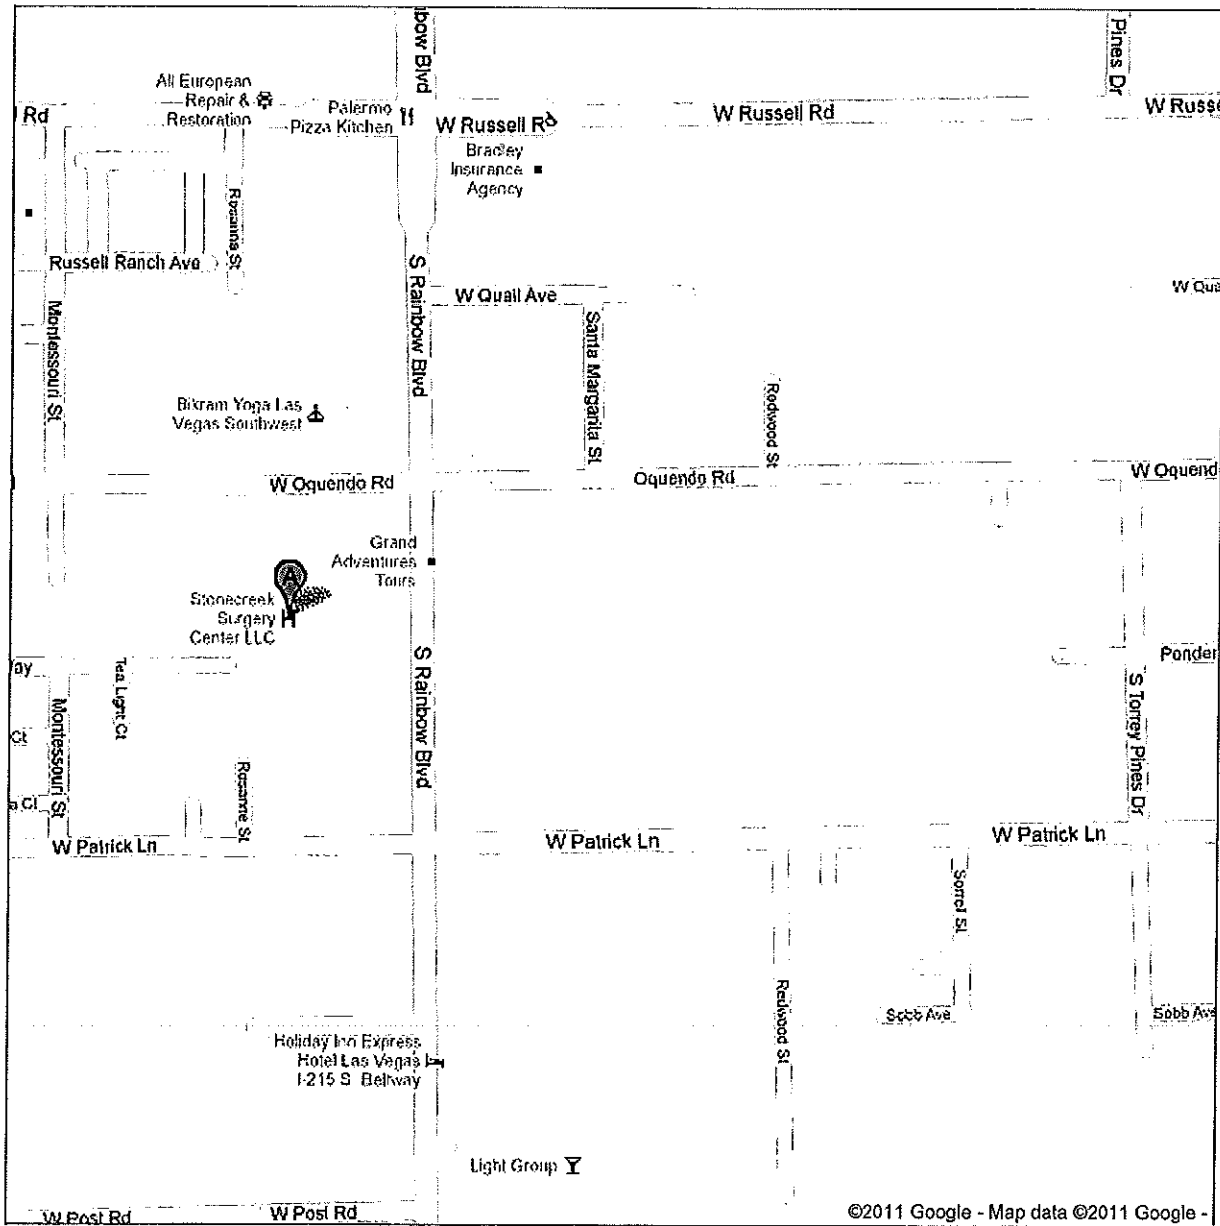 bow Blvd
Pines Dr
All European
Repair &
Restoration
Palermo
Pizza Kitchen
Rd
W Russell R
W Russell Rd
W Russe
Bradley
Insurance
Agency
Rosanna St
Russell Ranch Ave
S Rainbow Blvd
W Quail Ave
W Qua
Montessouri St
Santa Margarita St
Redwood St
Bikram Yoga Las
Vegas Southwest
W Oquendo Rd
Oquendo Rd
W Oquend
Grand
Adventures
Tours
A
Stonecreek
Surgery
Center LLC
H
S Rainbow Blvd
Way
Tea Light Ct
Ponder
Montessouri St
S Torrey Pines Dr
Ct
Rosanna St
a Ct
W Patrick Ln
W Patrick Ln
W Patrick Ln
Sorrel St
Redwood St
Sobb Ave
Sobb Ave
Holiday Inn Express
Hotel Las Vegas
I-215 S. Beltway
Light Group
W Post Rd
W Post Rd
©2011 Google - Map data ©2011 Google -